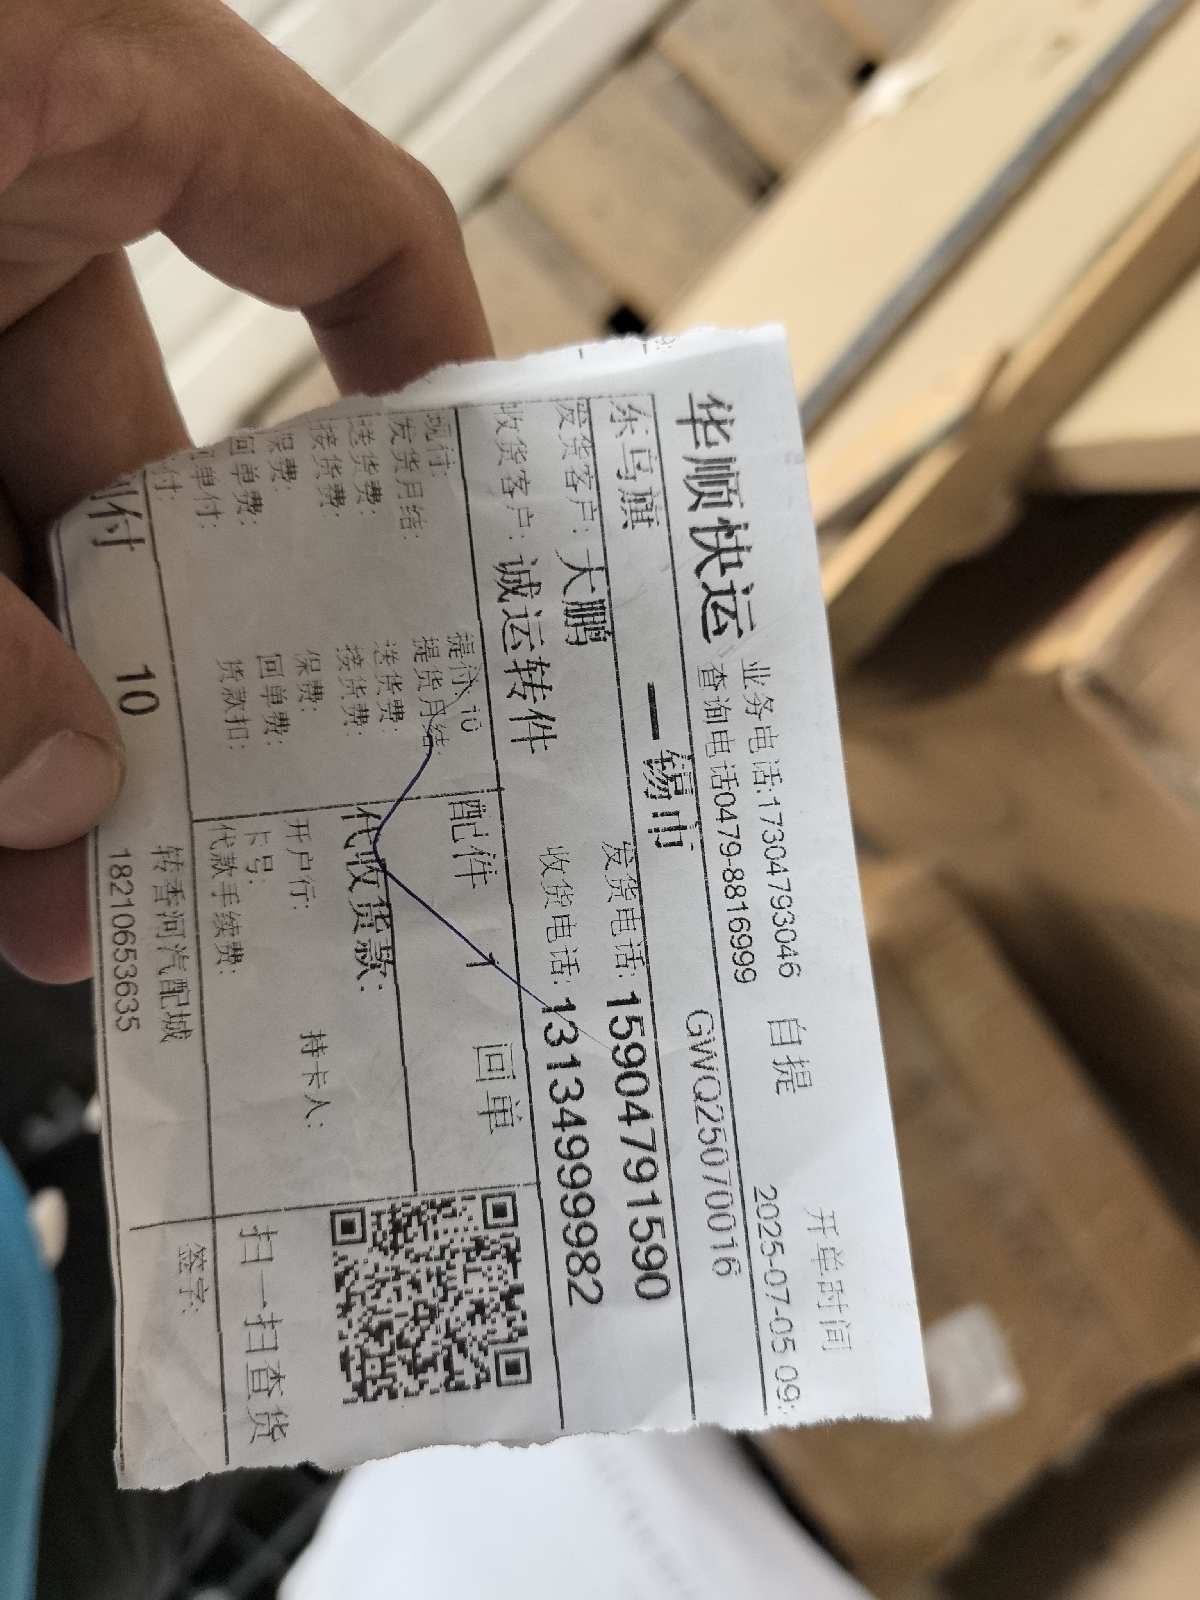 华顺快运 业务电话:17304793046 自提 开单时间
查询电话0479-8816999 2025-07-05 09:
东乌旗 — 锡市 GWQ25070016
发货客户: 大鹏 发货电话: 15904791590
收货客户: 诚运转件 收货电话: 13134999982
现付: 提付: 10 配件 1 回单
发货月结: 提货月结:
送货费: 送货费:
接货费: 接货费: 代收货款:
保费: 保费: 开户行: 持卡人:
回单费: 回单费: 卡号:
单付: 货款扣: 代款手续费: 扫一扫查货
付:
付 10 转香河汽配城 签字:
18210653635